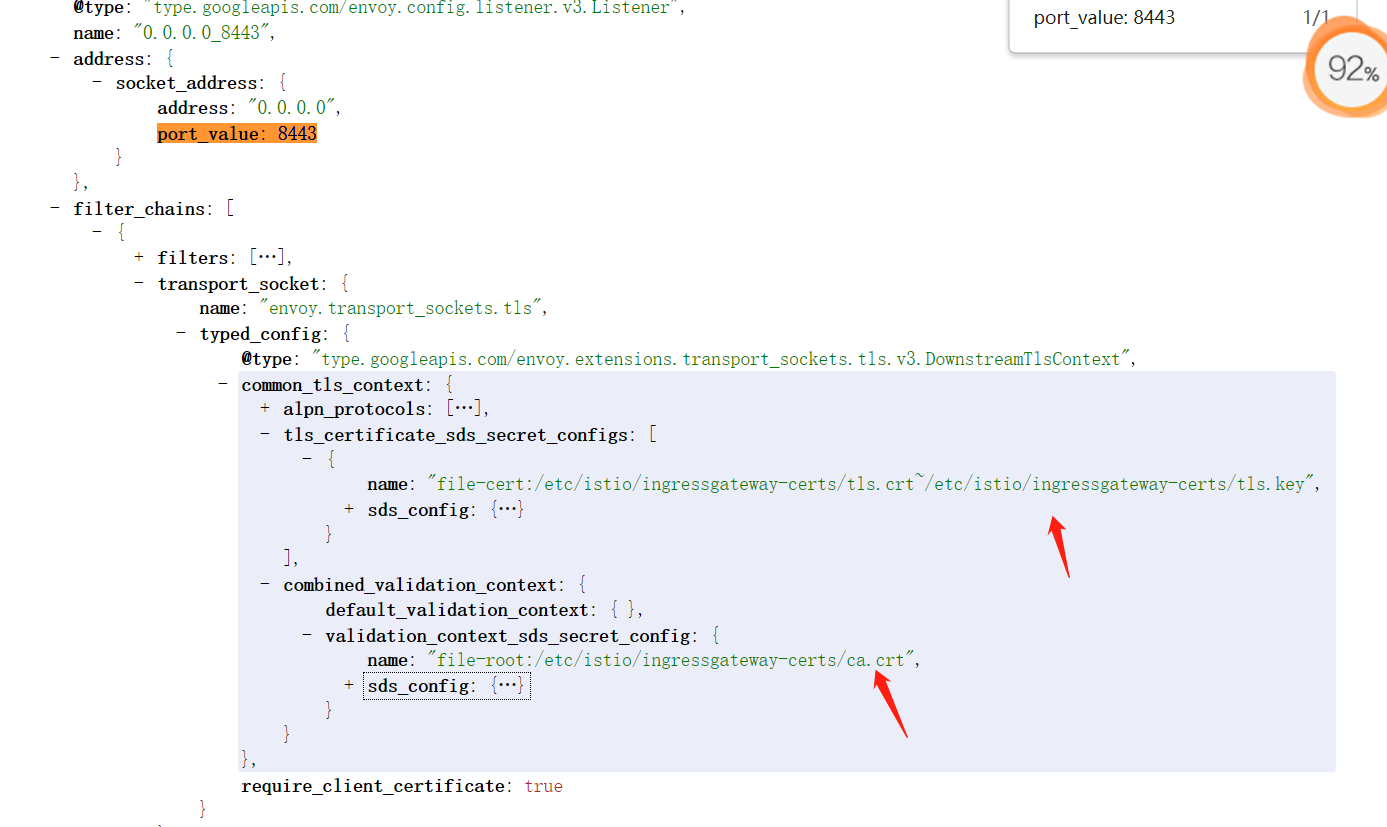 @type: "type.googleapis.com/envoy.config.listener.v3.Listener",
port_value: 8443 1/1
name: "0.0.0.0_8443",
92%
- address: {
- socket_address: {
address: "0.0.0.0",
port_value: 8443
}
},
- filter_chains: [
- {
+ filters: [⋯],
- transport_socket: {
name: "envoy.transport_sockets.tls",
- typed_config: {
@type: "type.googleapis.com/envoy.extensions.transport_sockets.tls.v3.DownstreamTlsContext",
- common_tls_context: {
+ alpn_protocols: [⋯],
- tls_certificate_sds_secret_configs: [
- {
name: "file-cert:/etc/istio/ingressgateway-certs/tls.crt~/etc/istio/ingressgateway-certs/tls.key",
+ sds_config: {⋯}
}
],
- combined_validation_context: {
default_validation_context: { },
- validation_context_sds_secret_config: {
name: "file-root:/etc/istio/ingressgateway-certs/ca.crt",
+ sds_config: {⋯}
}
}
},
require_client_certificate: true
}